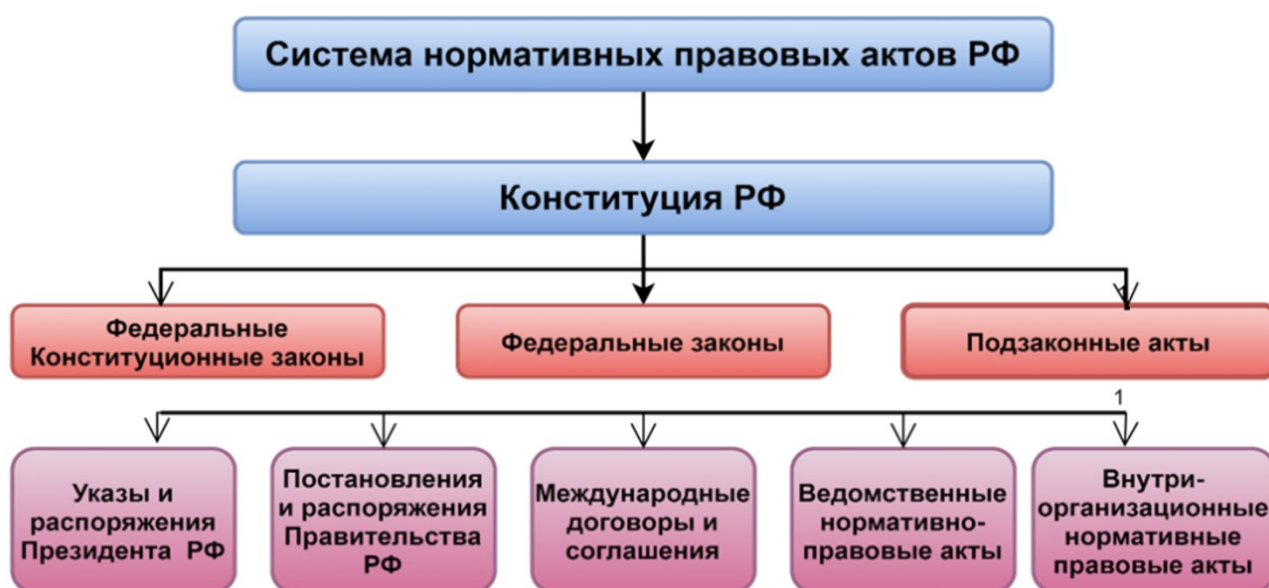 Система нормативных правовых актов РФ
Конституция РФ
Федеральные
Конституционные законы
Федеральные законы
Подзаконные акты
1
Указы и
распоряжения
Президента РФ
Постановления
и распоряжения
Правительства
РФ
Международные
договоры и
соглашения
Ведомственные
нормативно-
правовые акты
Внутри-
организационные
нормативные
правовые акты